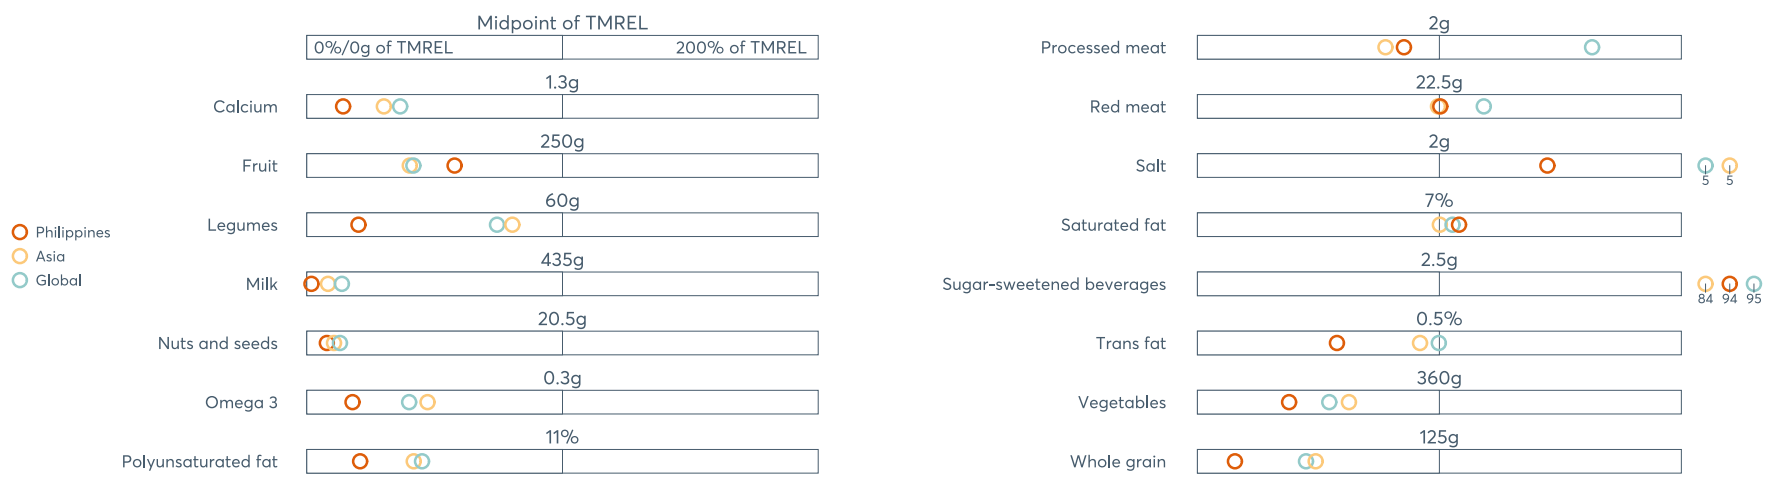 Midpoint of TMREL
0%/0g of TMREL
200% of TMREL
1.3g
Calcium
250g
Fruit
60g
Legumes
435g
Milk
20.5g
Nuts and seeds
0.3g
Omega 3
11%
Polyunsaturated fat
Philippines
Asia
Global
2g
Processed meat
22.5g
Red meat
2g
Salt
5 5
7%
Saturated fat
2.5g
Sugar-sweetened beverages
84 94 95
0.5%
Trans fat
360g
Vegetables
125g
Whole grain